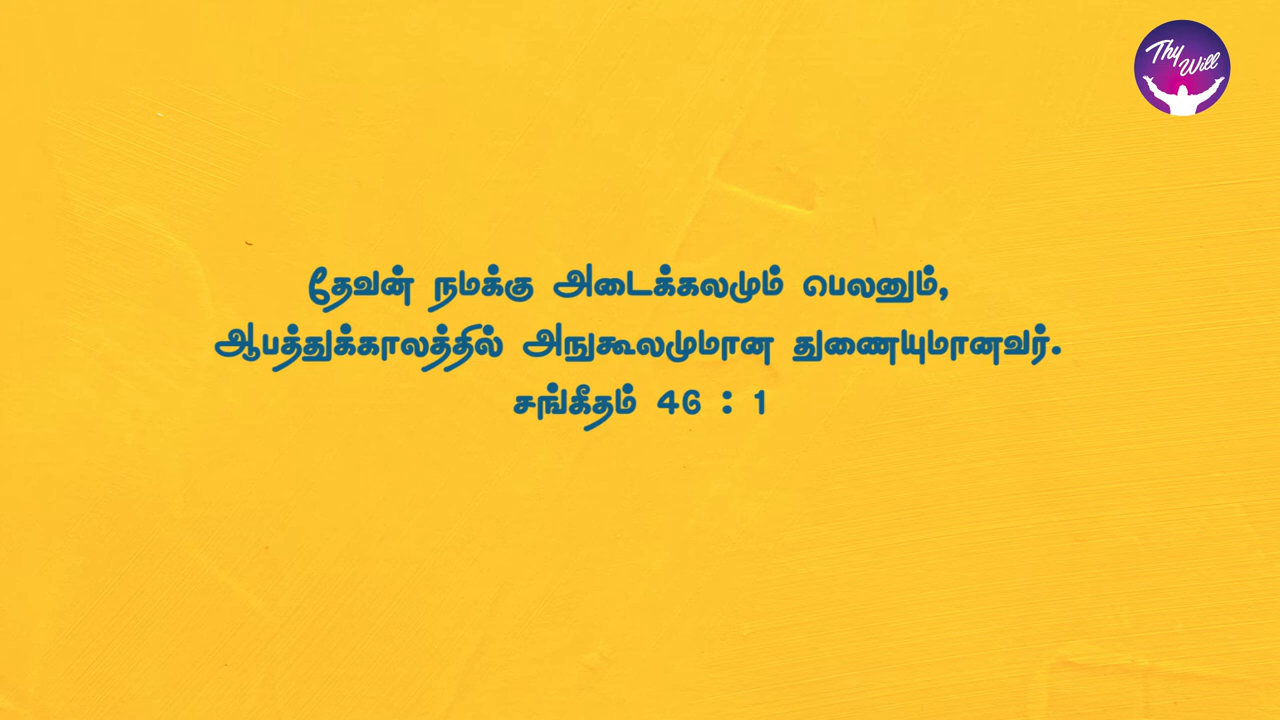 Thy
Will
தேவன் நமக்கு அடைக்கலமும் பெலனும்,
ஆபத்துக்காலத்தில் அநுகூலமுமான துணையுமானவர்.
சங்கீதம் 46 : 1